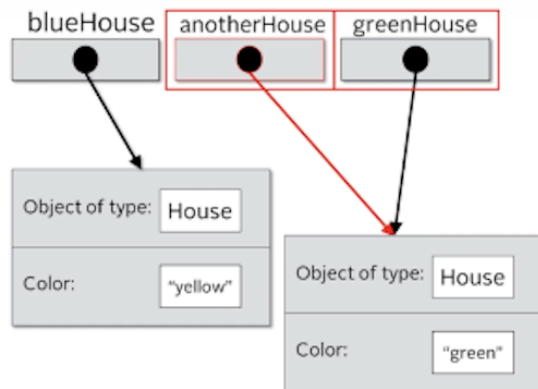 blueHouse
anotherHouse
greenHouse
Object of type: House
Color: “yellow”
Object of type: House
Color: “green”